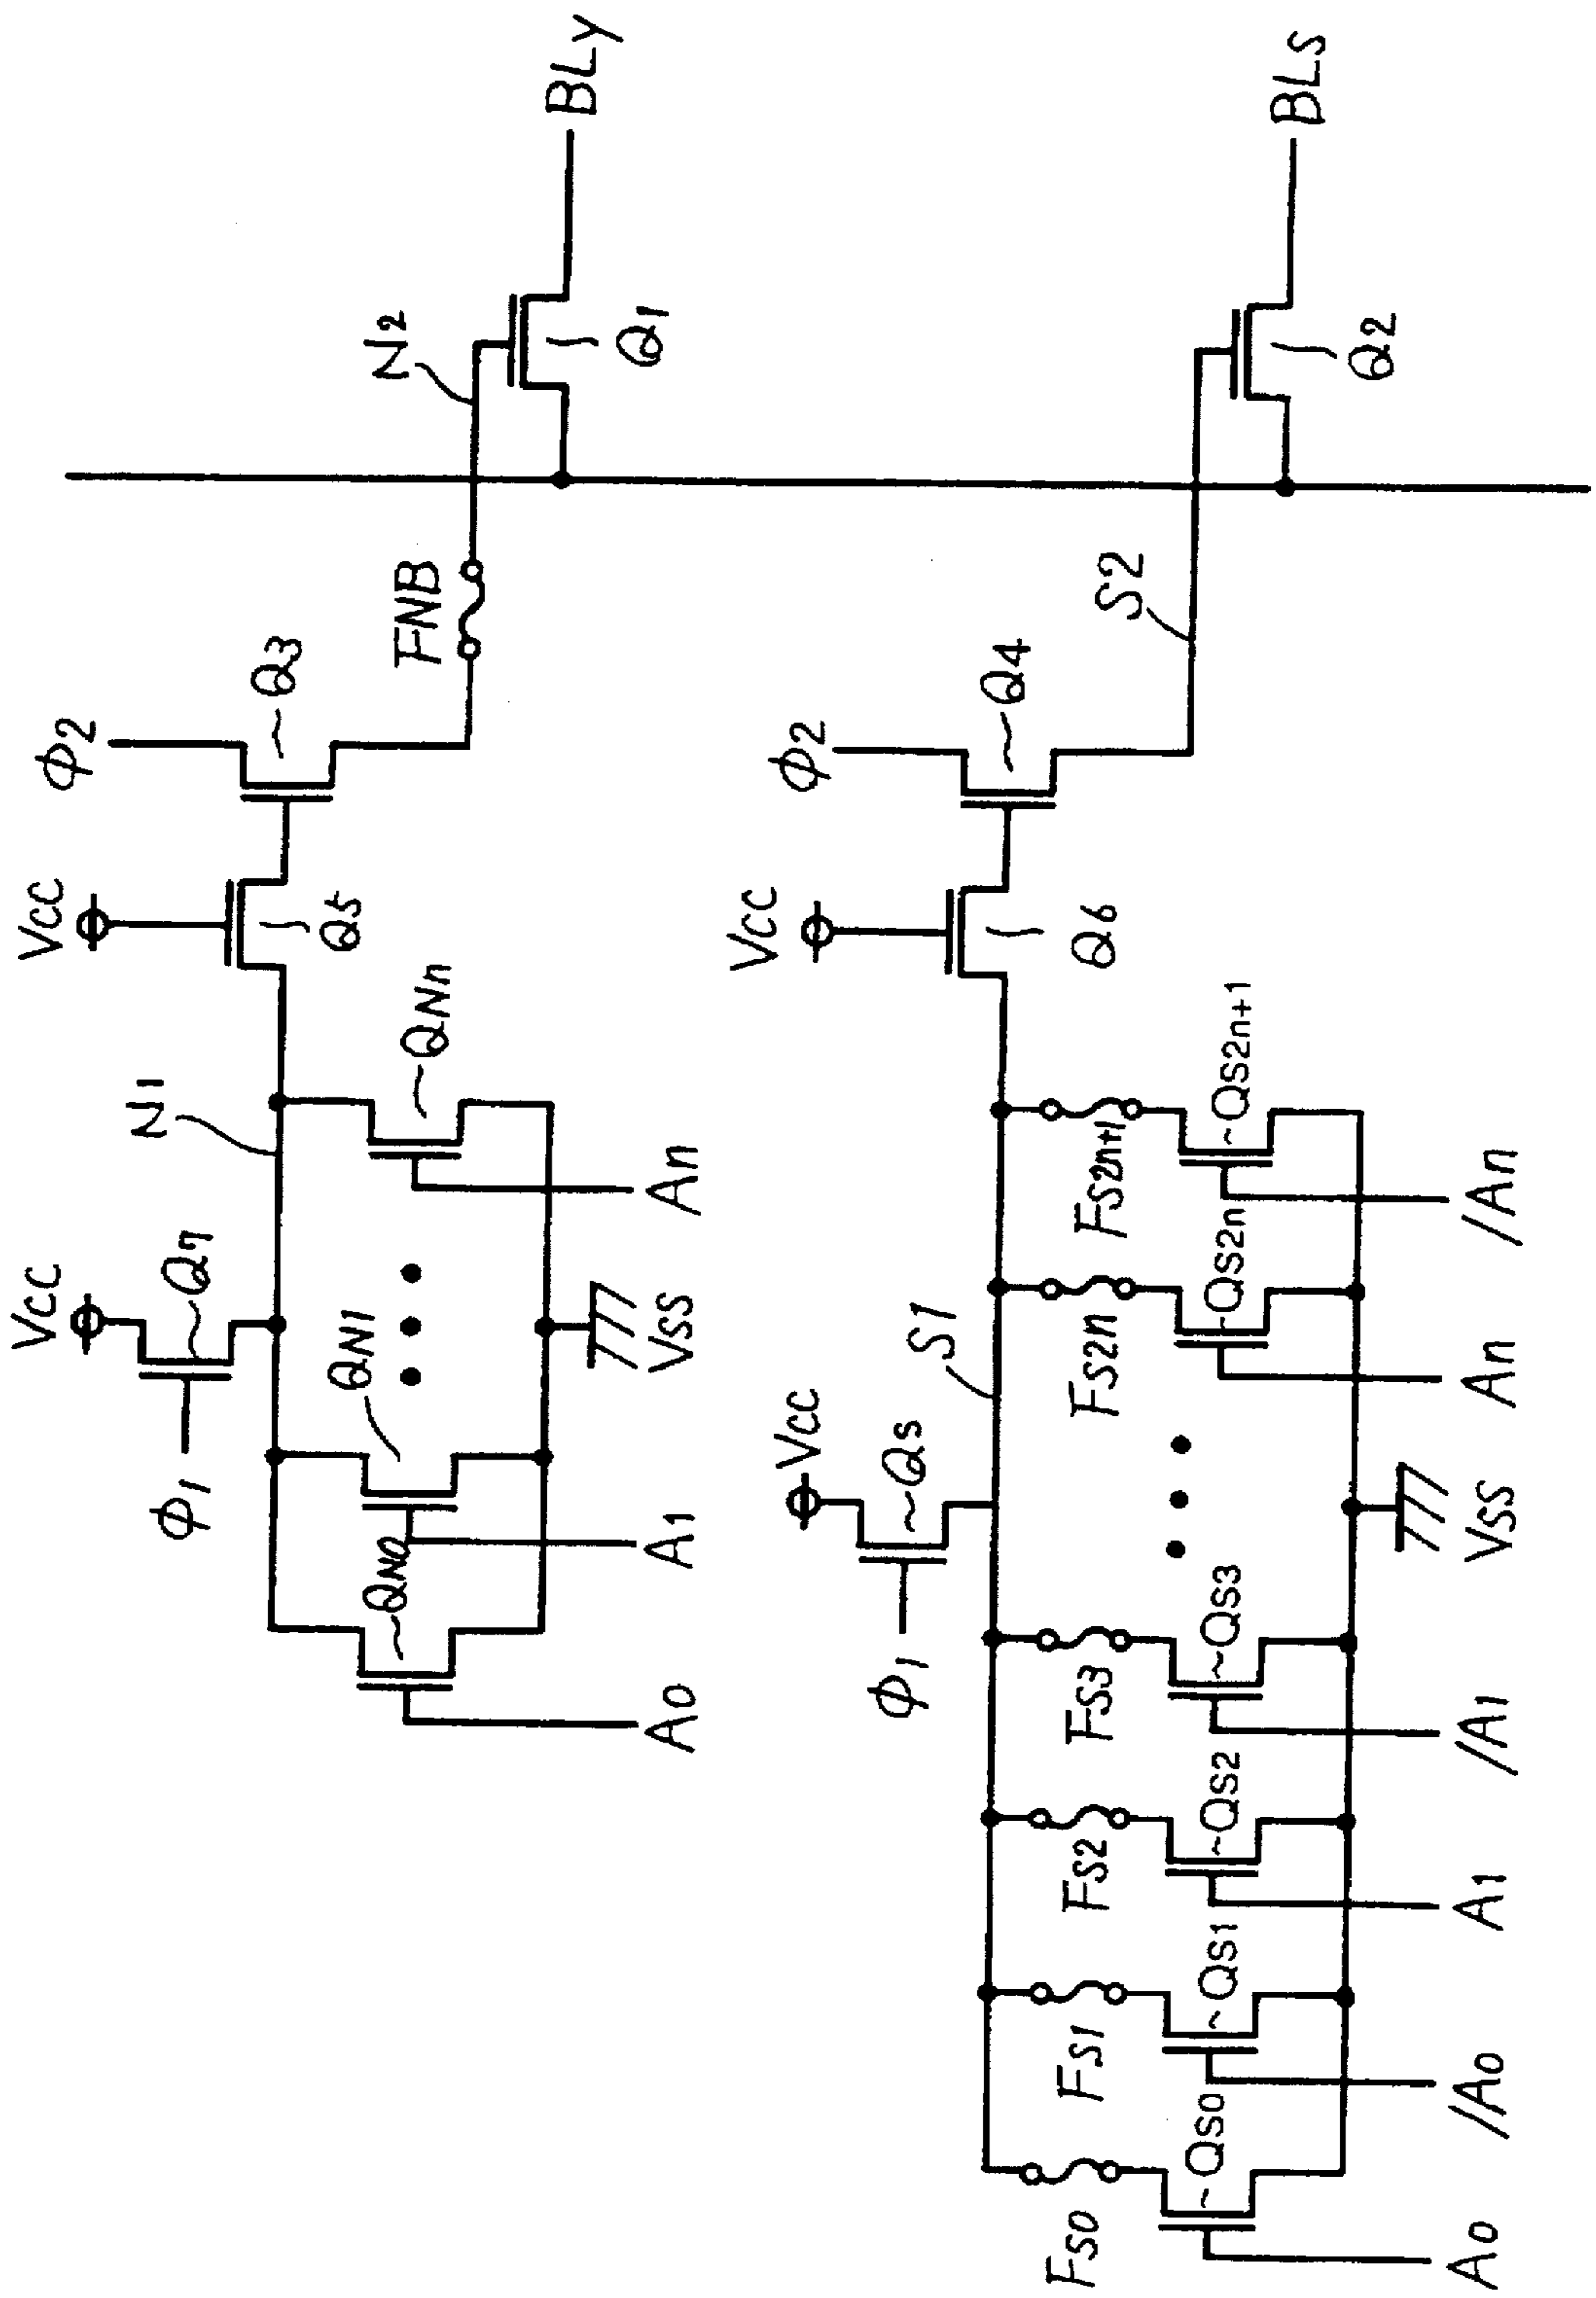 Vcc
Vcc
Φ2
Φ1
Q7
Q5
Q3
N1
N2
FNB
QN0
QN1
QNn
Q1
BLY
A0
A1
An
Vss
Vcc
Vcc
Φ2
Φ1
Qs
Q6
Q4
S1
S2
Fs0
Fs1
Fs2
Fs3
Fs2n
Fs2n+1
Qs0
Qs1
Qs2
Qs3
Qs2n
Qs2n+1
Q2
BLS
A0
/A0
A1
/A1
Vss
An
/An